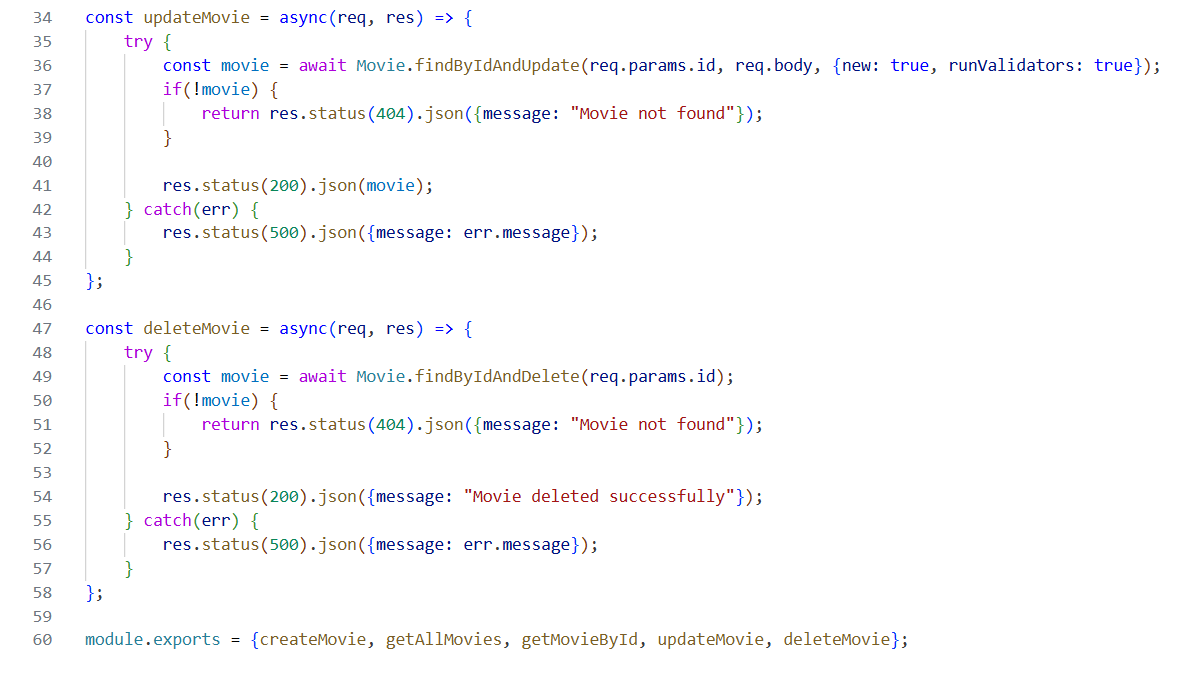 34 const updateMovie = async(req, res) => {
35     try {
36         const movie = await Movie.findByIdAndUpdate(req.params.id, req.body, {new: true, runValidators: true});
37         if(!movie) {
38             return res.status(404).json({message: "Movie not found"});
39         }
40
41         res.status(200).json(movie);
42     } catch(err) {
43         res.status(500).json({message: err.message});
44     }
45 };
46
47 const deleteMovie = async(req, res) => {
48     try {
49         const movie = await Movie.findByIdAndDelete(req.params.id);
50         if(!movie) {
51             return res.status(404).json({message: "Movie not found"});
52         }
53
54         res.status(200).json({message: "Movie deleted successfully"});
55     } catch(err) {
56         res.status(500).json({message: err.message});
57     }
58 };
59
60 module.exports = {createMovie, getAllMovies, getMovieById, updateMovie, deleteMovie};